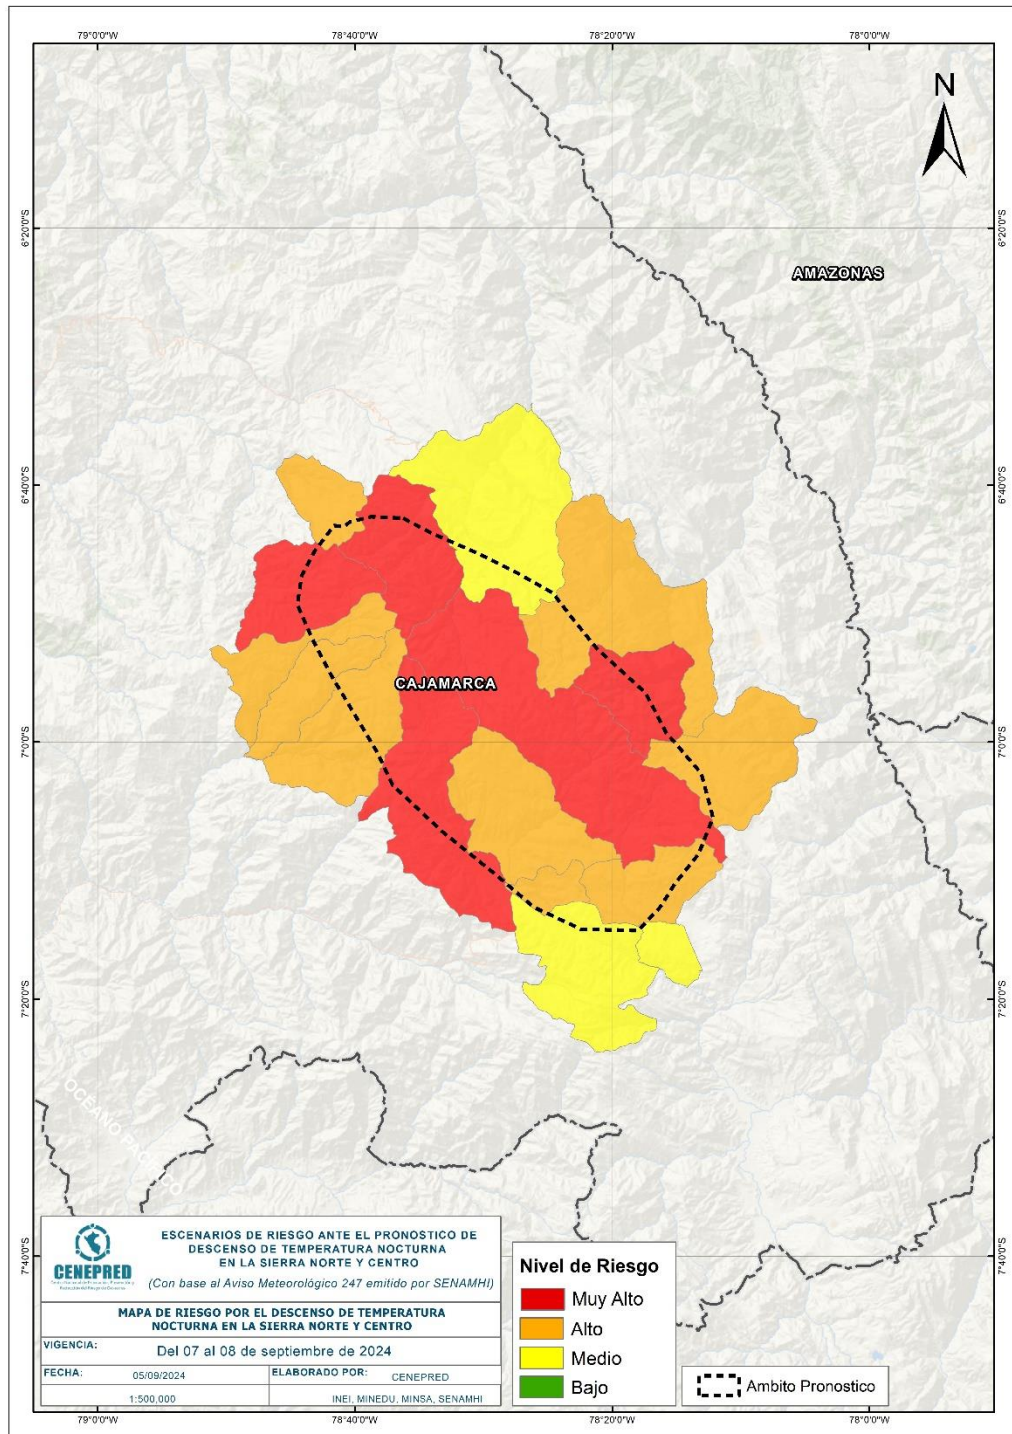 79°0'0"W
78°40'0"W
78°20'0"W
78°0'0"W
N
6°20'0"S
6°20'0"S
AMAZONAS
6°40'0"S
6°40'0"S
CAJAMARCA
7°0'0"S
7°0'0"S
7°20'0"S
7°20'0"S
OCÉANO PACÍFICO
7°40'0"S
7°40'0"S
CENEPRED
ESCENARIOS DE RIESGO ANTE EL PRONOSTICO DE
DESCENSO DE TEMPERATURA NOCTURNA
EN LA SIERRA NORTE Y CENTRO
(Con base al Aviso Meteorológico 247 emitido por SENAMHI)
MAPA DE RIESGO POR EL DESCENSO DE TEMPERATURA
NOCTURNA EN LA SIERRA NORTE Y CENTRO
VIGENCIA: Del 07 al 08 de septiembre de 2024
FECHA: 05/09/2024 ELABORADO POR: CENEPRED
1:500,000 INEI, MINEDU, MINSA, SENAMHI
Nivel de Riesgo
Muy Alto
Alto
Medio
Bajo
Ambito Pronostico
79°0'0"W
78°40'0"W
78°20'0"W
78°0'0"W